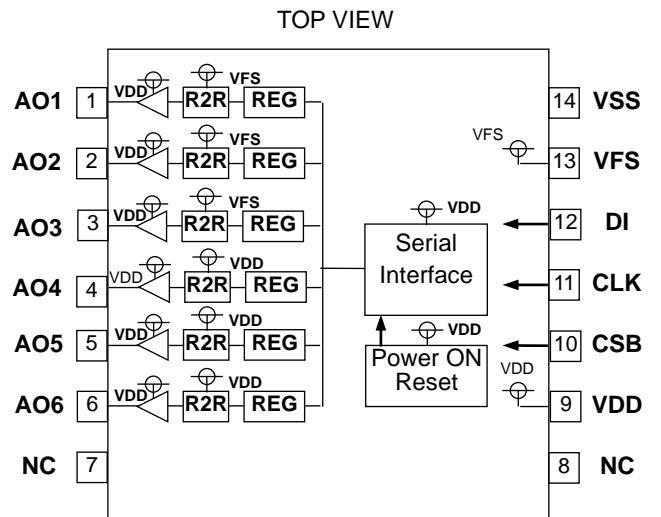 TOP VIEW
AO1 1 VDD R2R VFS REG 14 VSS
AO2 2 VDD R2R VFS REG VFS 13 VFS
AO3 3 VDD R2R VFS REG VDD 12 DI
Serial
Interface
AO4 4 VDD R2R VDD REG 11 CLK
AO5 5 VDD R2R VDD REG VDD 10 CSB
Power ON
Reset
AO6 6 VDD R2R VDD REG VDD 9 VDD
NC 7 8 NC